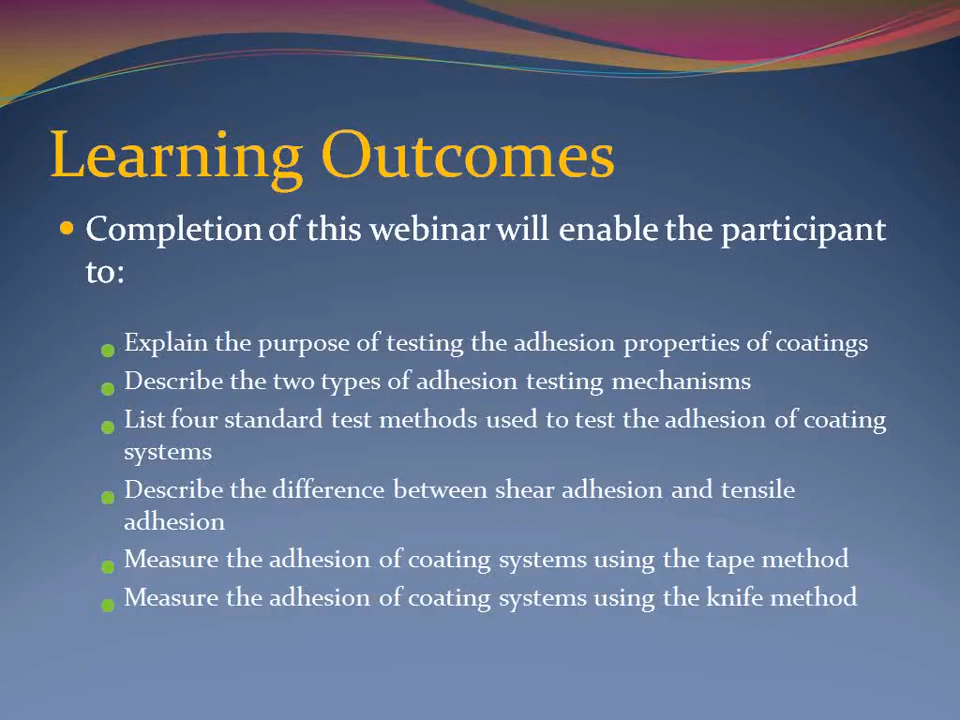 Learning Outcomes
Completion of this webinar will enable the participant
to:
Explain the purpose of testing the adhesion properties of coatings
Describe the two types of adhesion testing mechanisms
List four standard test methods used to test the adhesion of coating
systems
Describe the difference between shear adhesion and tensile
adhesion
Measure the adhesion of coating systems using the tape method
Measure the adhesion of coating systems using the knife method